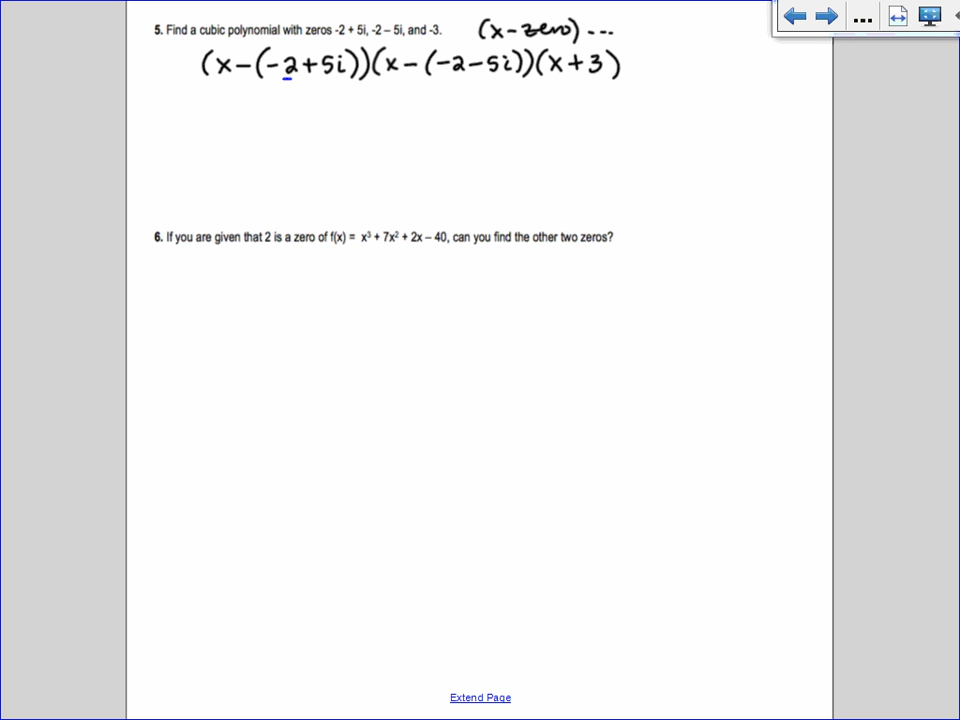 5. Find a cubic polynomial with zeros -2 + 5i, -2 – 5i, and -3. (x-zero)---
(x-(-2+5i))(x-(-2-5i))(x+3)
6. If you are given that 2 is a zero of f(x) = x³ + 7x² + 2x – 40, can you find the other two zeros?
Extend Page